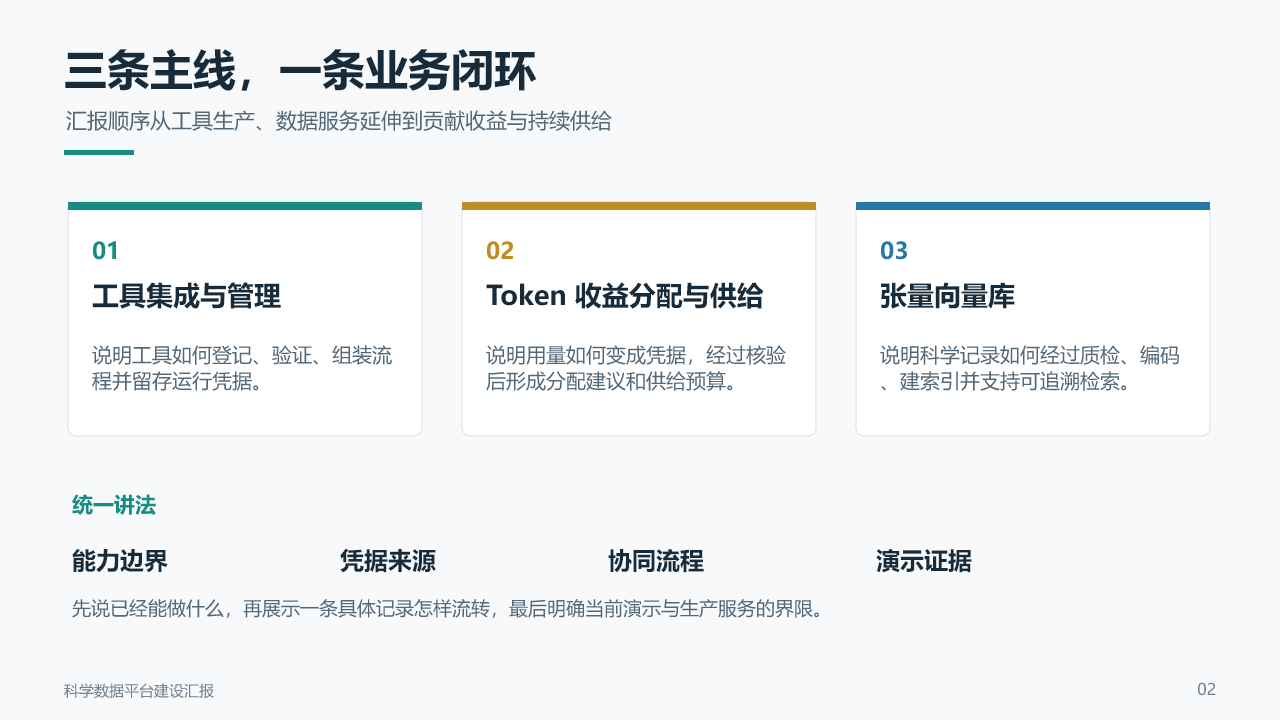 三条主线，一条业务闭环
汇报顺序从工具生产、数据服务延伸到贡献收益与持续供给
01
工具集成与管理
说明工具如何登记、验证、组装流
程并留存运行凭据。
02
Token 收益分配与供给
说明用量如何变成凭据，经过核验
后形成分配建议和供给预算。
03
张量向量库
说明科学记录如何经过质检、编码
、建索引并支持可追溯检索。
统一讲法
能力边界
凭据来源
协同流程
演示证据
先说已经能做什么，再展示一条具体记录怎样流转，最后明确当前演示与生产服务的界限。
科学数据平台建设汇报
02